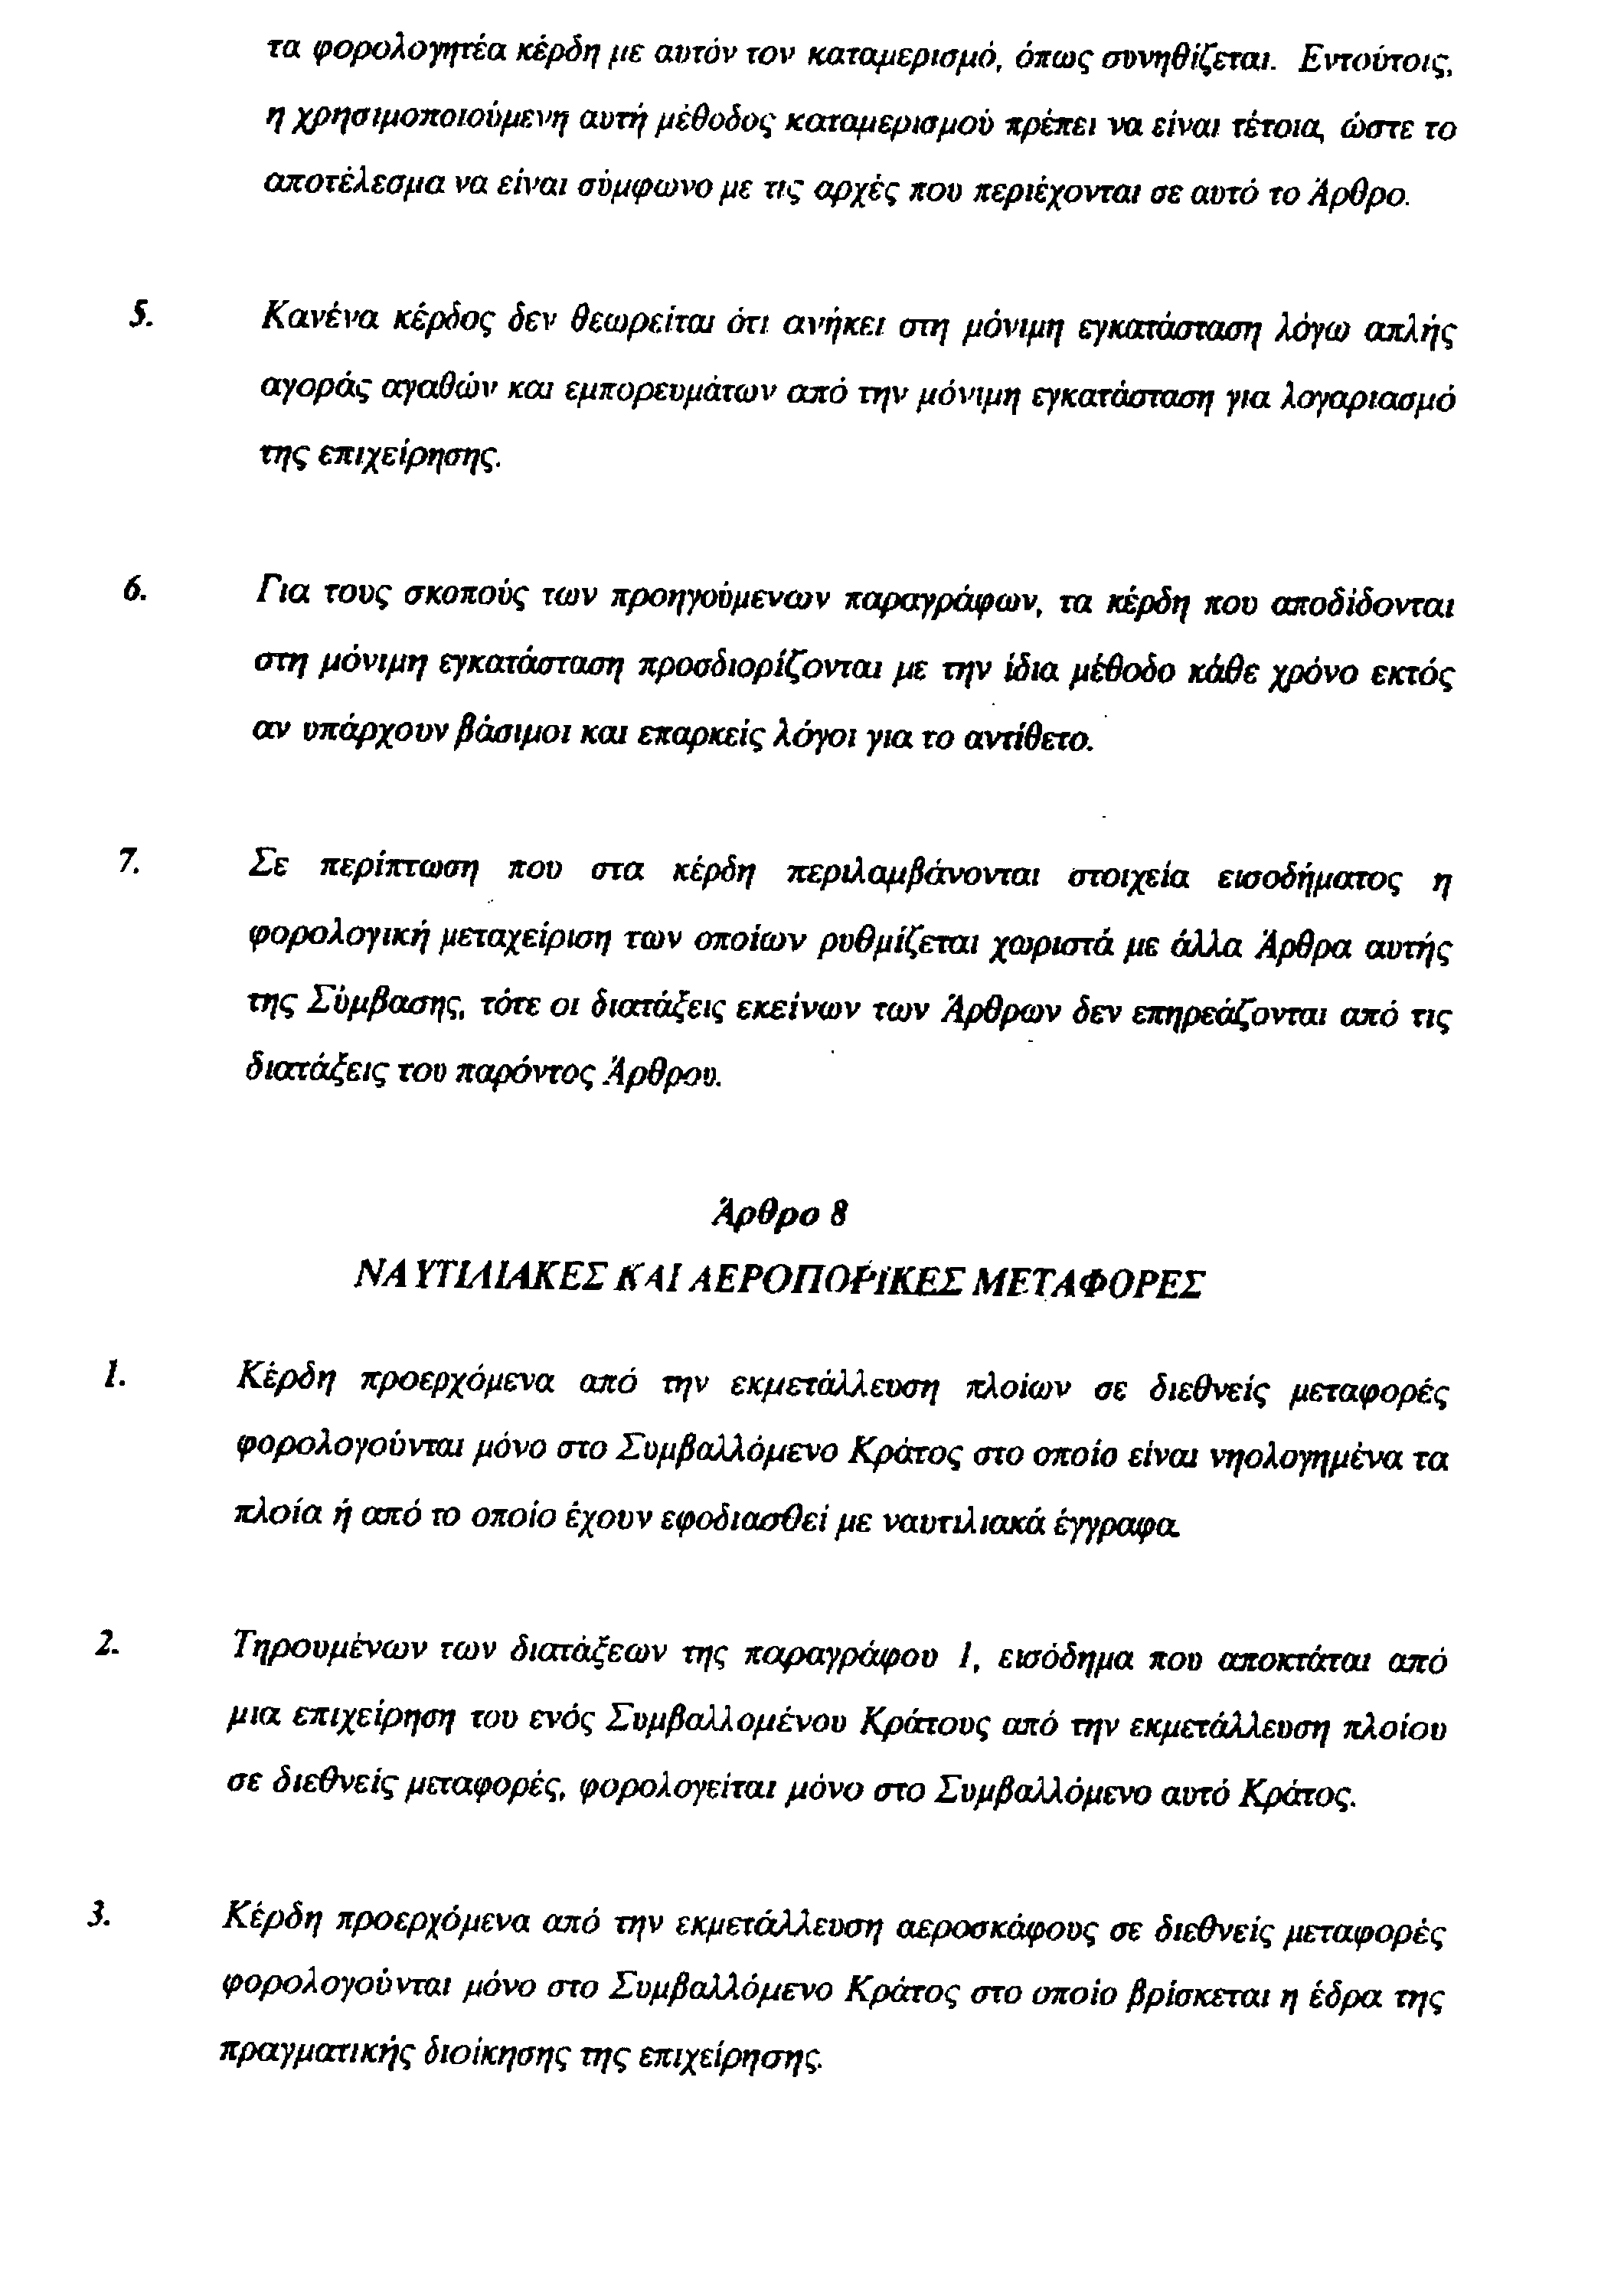 τα φορολογητέα κέρδη με αυτόν τον καταμερισμό, όπως συνηθίζεται. Εντούτοις,
η χρησιμοποιούμενη αυτή μέθοδος καταμερισμού πρέπει να είναι τέτοια, ώστε το
αποτέλεσμα να είναι σύμφωνο με τις αρχές που περιέχονται σε αυτό το Άρθρο.
5. Κανένα κέρδος δεν θεωρείται ότι ανήκει στη μόνιμη εγκατάσταση λόγω απλής
αγοράς αγαθών και εμπορευμάτων από την μόνιμη εγκατάσταση για λογαριασμό
της επιχείρησης.
6. Για τους σκοπούς των προηγούμενων παραγράφων, τα κέρδη που αποδίδονται
στη μόνιμη εγκατάσταση προσδιορίζονται με την ίδια μέθοδο κάθε χρόνο εκτός
αν υπάρχουν βάσιμοι και επαρκείς λόγοι για το αντίθετο.
7. Σε περίπτωση που στα κέρδη περιλαμβάνονται στοιχεία εισοδήματος η
φορολογική μεταχείριση των οποίων ρυθμίζεται χωριστά με άλλα Άρθρα αυτής
της Σύμβασης, τότε οι διατάξεις εκείνων των Άρθρων δεν επηρεάζονται από τις
διατάξεις του παρόντος Άρθρου.
Άρθρο 8
ΝΑΥΤΙΛΙΑΚΕΣ ΚΑΙ ΑΕΡΟΠΟΡΙΚΕΣ ΜΕΤΑΦΟΡΕΣ
1. Κέρδη προερχόμενα από την εκμετάλλευση πλοίων σε διεθνείς μεταφορές
φορολογούνται μόνο στο Συμβαλλόμενο Κράτος στο οποίο είναι νηολογημένα τα
πλοία ή από το οποίο έχουν εφοδιασθεί με ναυτιλιακά έγγραφα.
2. Τηρουμένων των διατάξεων της παραγράφου 1, εισόδημα που αποκτάται από
μια επιχείρηση του ενός Συμβαλλομένου Κράτους από την εκμετάλλευση πλοίου
σε διεθνείς μεταφορές, φορολογείται μόνο στο Συμβαλλόμενο αυτό Κράτος.
3. Κέρδη προερχόμενα από την εκμετάλλευση αεροσκάφους σε διεθνείς μεταφορές
φορολογούνται μόνο στο Συμβαλλόμενο Κράτος στο οποίο βρίσκεται η έδρα της
πραγματικής διοίκησης της επιχείρησης.